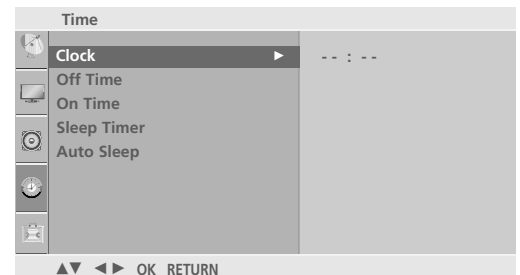 Time
Clock ► - - : - -
Off Time
On Time
Sleep Timer
Auto Sleep
▲▼ ◄► OK RETURN